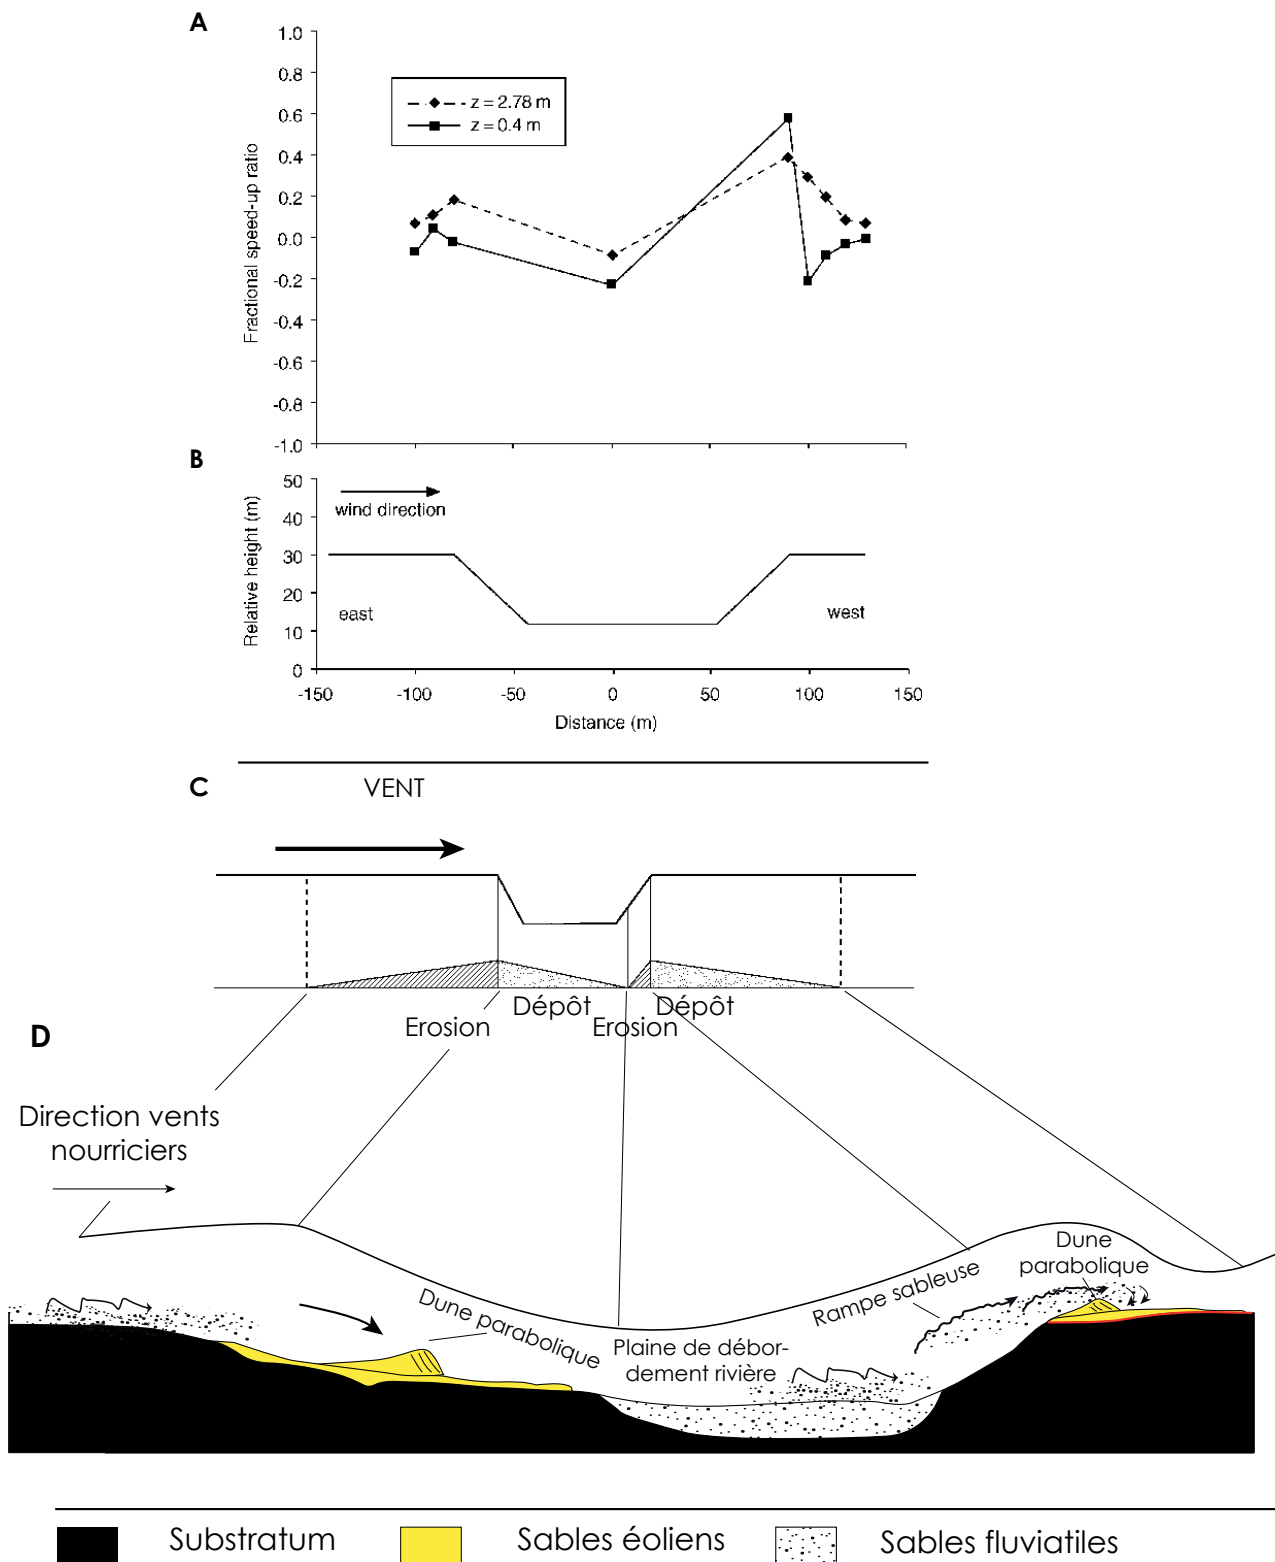 A
1.0
0.8
0.6
0.4
0.2
0.0
-0.2
-0.4
-0.6
-0.8
-1.0
Fractional speed-up ratio
z = 2.78 m
z = 0.4 m
B
50
40
30
20
10
0
Relative height (m)
wind direction
east
west
-150 -100 -50 0 50 100 150
Distance (m)
C
VENT
Dépôt Dépôt
Erosion Erosion
D
Direction vents
nourriciers
Dune parabolique
Plaine de débor-
dement rivière
Rampe sableuse
Dune
parabolique
Substratum Sables éoliens Sables fluviatiles